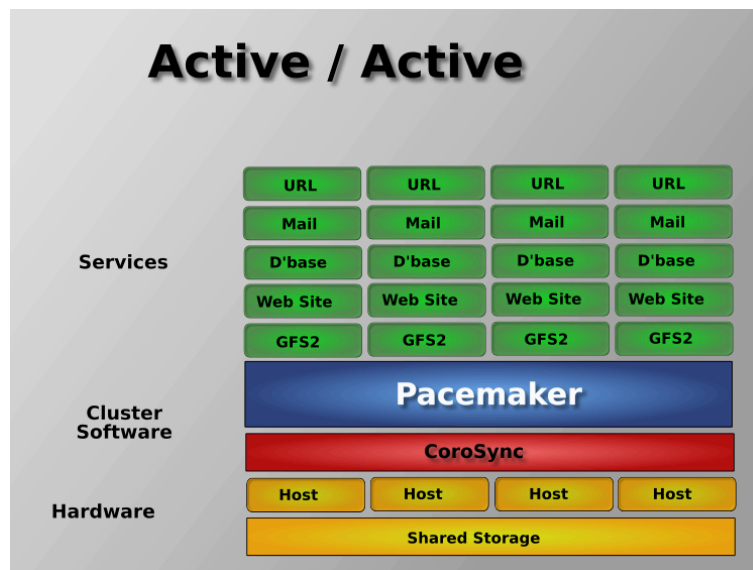 Active / Active
URL URL URL URL
Mail Mail Mail Mail
Services
D'base D'base D'base D'base
Web Site Web Site Web Site Web Site
GFS2 GFS2 GFS2 GFS2
Pacemaker
Cluster
Software
CoroSync
Host Host Host Host
Hardware
Shared Storage